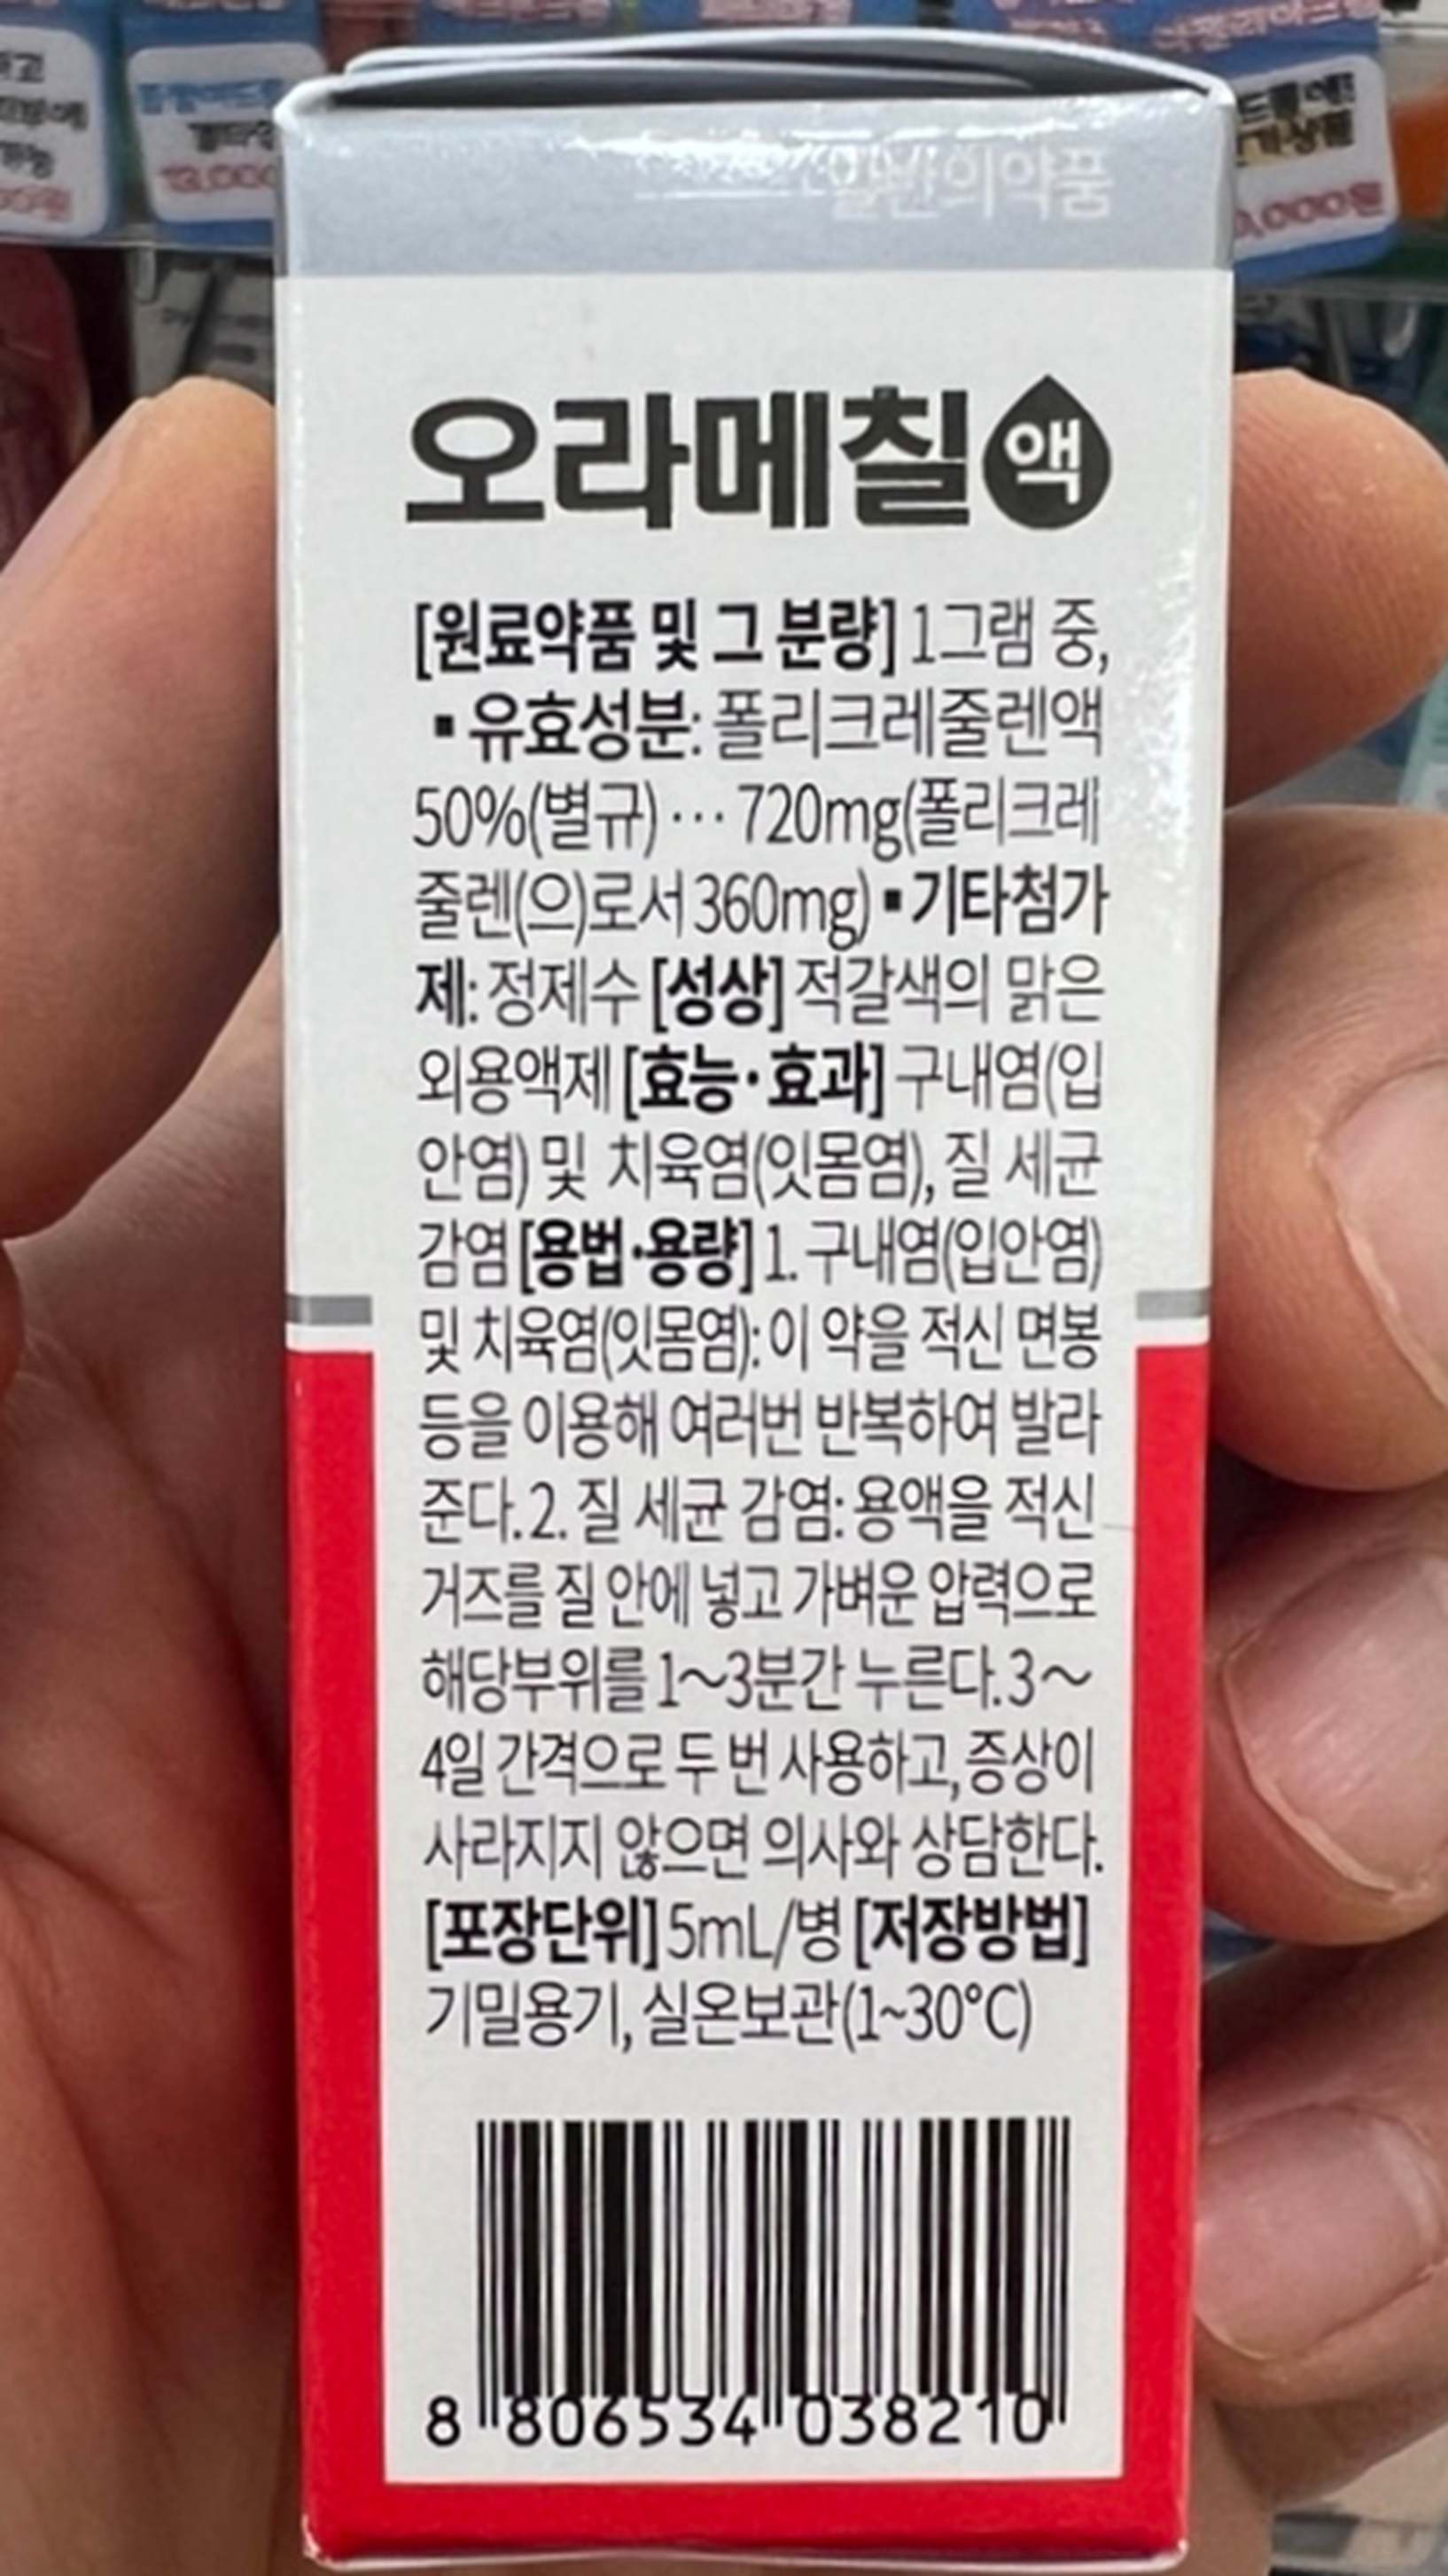 일반의약품
오라메칠액
[원료약품 및 그 분량] 1그램 중,
▪유효성분: 폴리크레줄렌액
50%(별규)··· 720mg(폴리크레
줄렌(으)로서 360mg) ▪기타첨가
제: 정제수 [성상] 적갈색의 맑은
외용액제 [효능·효과] 구내염(입
안염) 및 치육염(잇몸염), 질 세균
감염 [용법·용량] 1. 구내염(입안염)
및 치육염(잇몸염): 이 약을 적신 면봉
등을 이용해 여러번 반복하여 발라
준다. 2. 질 세균 감염: 용액을 적신
거즈를 질 안에 넣고 가벼운 압력으로
해당부위를 1~3분간 누른다. 3~
4일 간격으로 두 번 사용하고, 증상이
사라지지 않으면 의사와 상담한다.
[포장단위] 5mL/병 [저장방법]
기밀용기, 실온보관(1~30°C)
8 806534 038210